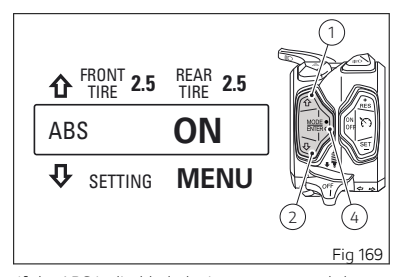 1
FRONT TIRE 2.5 REAR TIRE 2.5
ABS ON
SETTING MENU
MODE
ENTER
ON
OFF
RES
SET
OFF
2
4
Fig 169